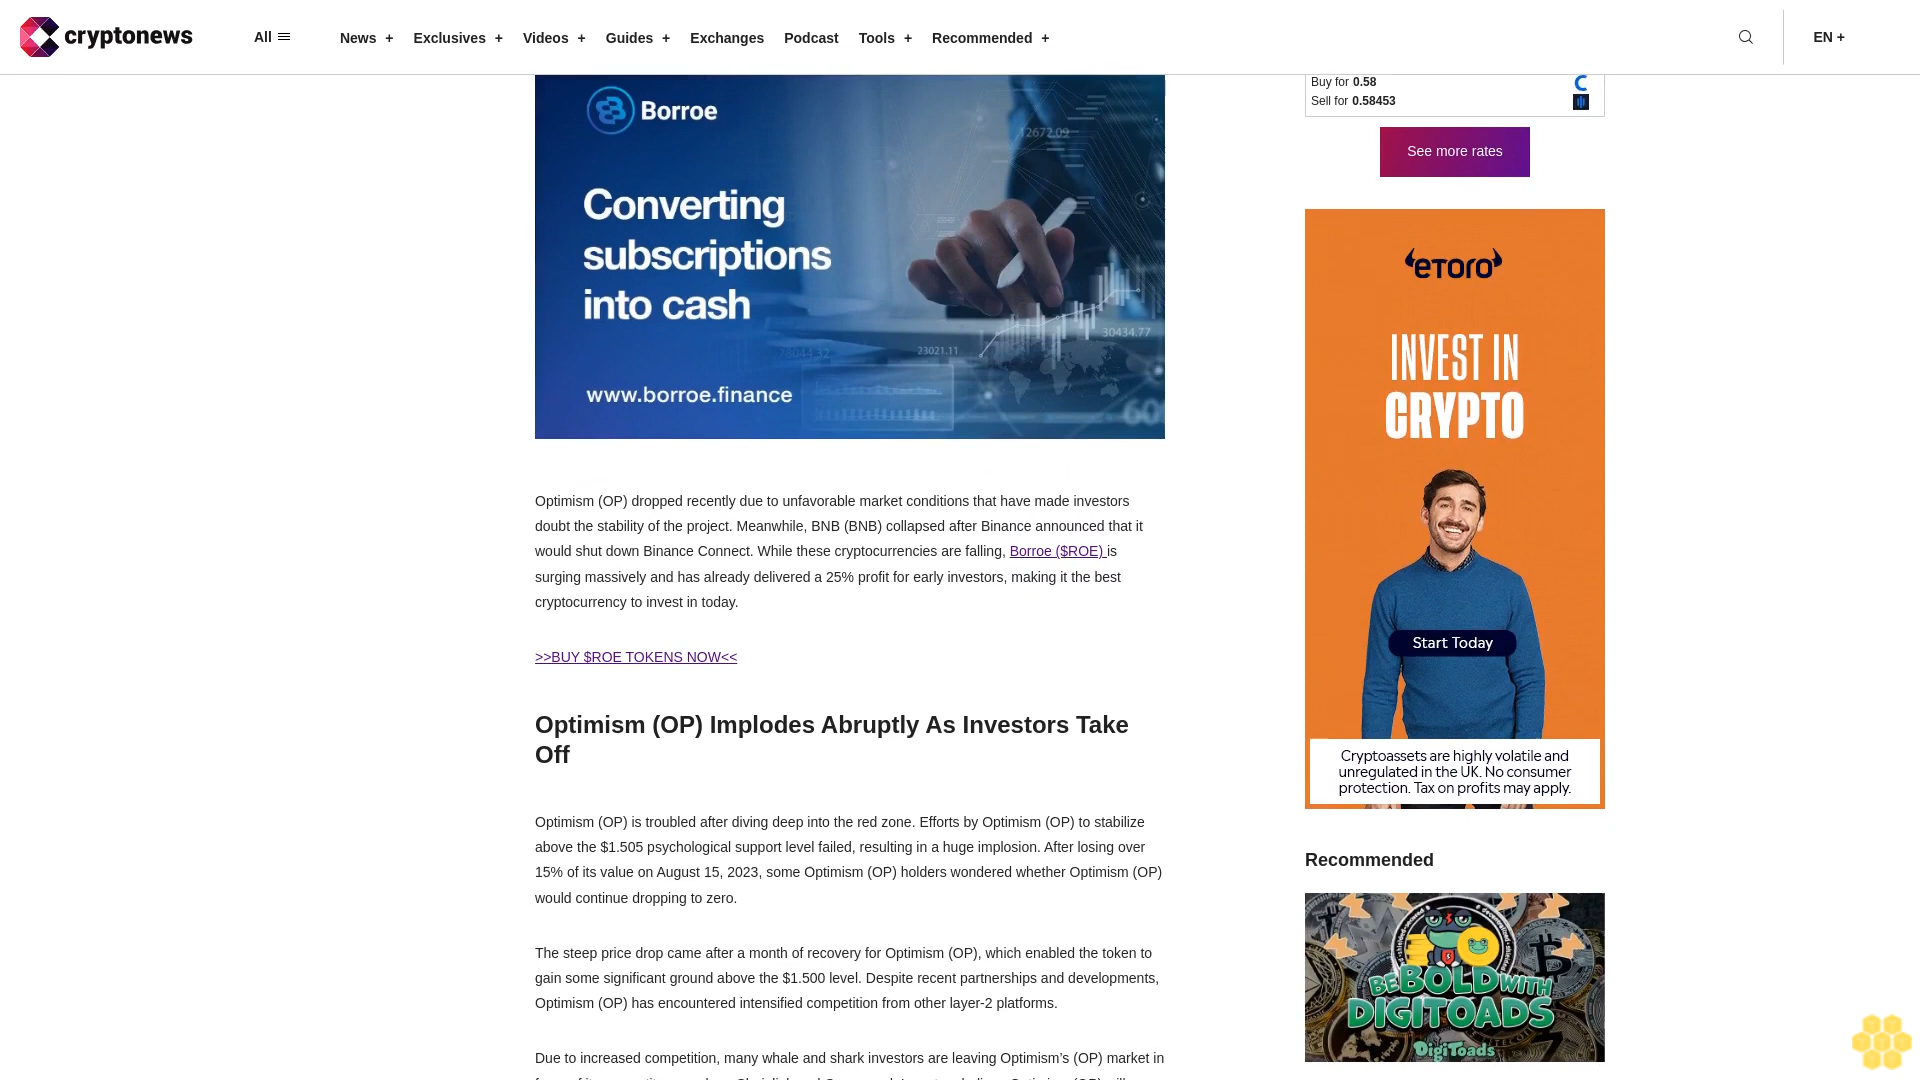 cryptonews
All
News +
Exclusives +
Videos +
Guides +
Exchanges
Podcast
Tools +
Recommended +
EN +
Borroe
12672.09
Converting
subscriptions
into cash
30434.77
23021.11
78044.32
60
www.borroe.finance
Optimism (OP) dropped recently due to unfavorable market conditions that have made investors
doubt the stability of the project. Meanwhile, BNB (BNB) collapsed after Binance announced that it
would shut down Binance Connect. While these cryptocurrencies are falling, Borroe ($ROE) is
surging massively and has already delivered a 25% profit for early investors, making it the best
cryptocurrency to invest in today.
>>BUY $ROE TOKENS NOW<<
Optimism (OP) Implodes Abruptly As Investors Take
Off
Optimism (OP) is troubled after diving deep into the red zone. Efforts by Optimism (OP) to stabilize
above the $1.505 psychological support level failed, resulting in a huge implosion. After losing over
15% of its value on August 15, 2023, some Optimism (OP) holders wondered whether Optimism (OP)
would continue dropping to zero.
The steep price drop came after a month of recovery for Optimism (OP), which enabled the token to
gain some significant ground above the $1.500 level. Despite recent partnerships and developments,
Optimism (OP) has encountered intensified competition from other layer-2 platforms.
Due to increased competition, many whale and shark investors are leaving Optimism's (OP) market in
Buy for 0.58
Sell for 0.58453
See more rates
eToro
INVEST IN
CRYPTO
Start Today
Cryptoassets are highly volatile and
unregulated in the UK. No consumer
protection. Tax on profits may apply.
Recommended
BE BOLD WITH
DIGITOADS
DigiToads